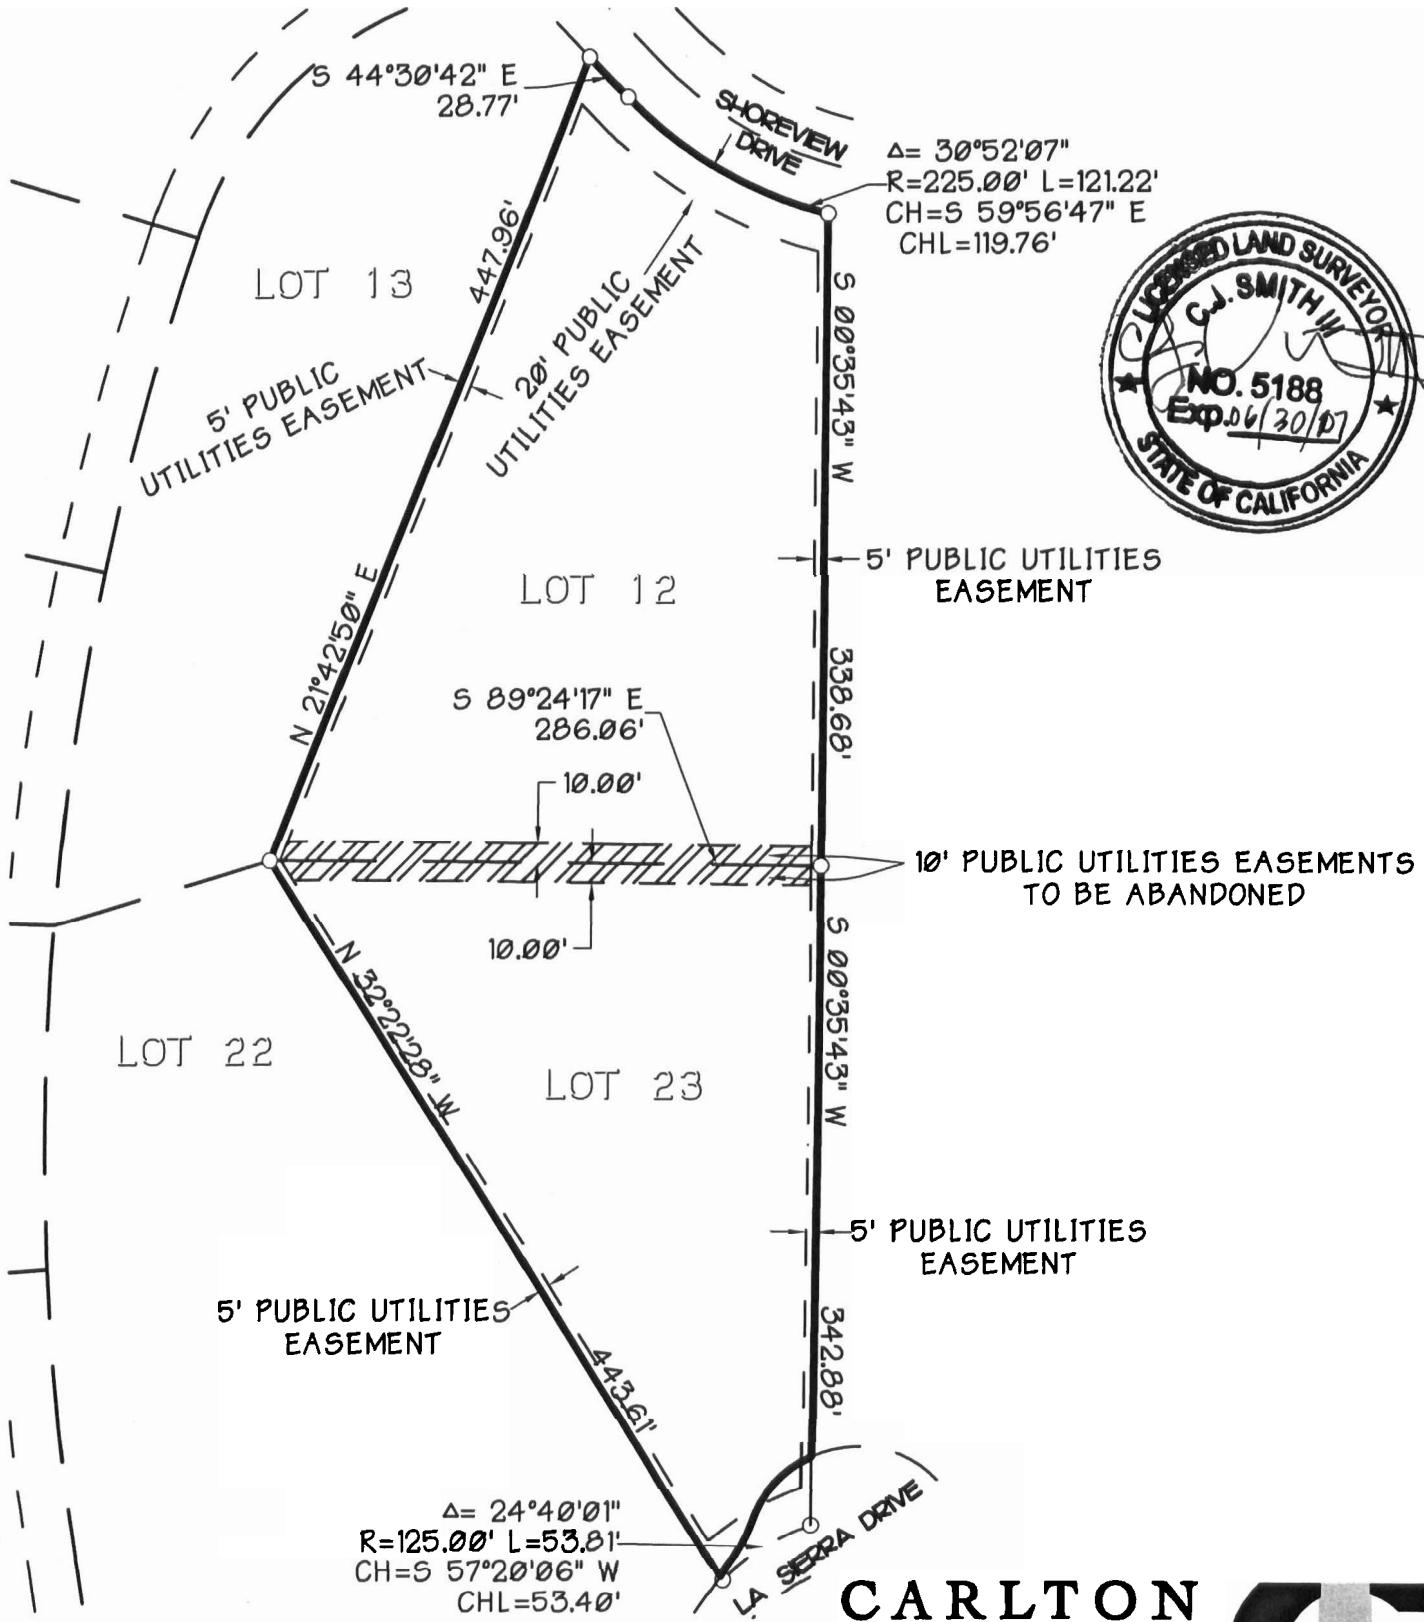 S 44°30'42" E
28.77'
SHOREVIEW
DRIVE
Δ= 30°52'07"
R=225.00' L=121.22'
CH=S 59°56'47" E
CHL=119.76'
LICENSED LAND SURVEYOR
C.J. SMITH III
NO. 5188
Exp. 06/30/07
STATE OF CALIFORNIA
LOT 13
447.96'
20' PUBLIC
UTILITIES EASEMENT
5' PUBLIC
UTILITIES EASEMENT
S 00°35'43" W
5' PUBLIC UTILITIES
EASEMENT
LOT 12
N 21°42'50" E
338.68'
S 89°24'17" E
286.06'
10.00'
10' PUBLIC UTILITIES EASEMENTS
TO BE ABANDONED
10.00'
N 32°22'28" W
S 00°35'43" W
LOT 22
LOT 23
5' PUBLIC UTILITIES
EASEMENT
5' PUBLIC UTILITIES
EASEMENT
443.61'
342.88'
Δ= 24°40'01"
R=125.00' L=53.81'
CH=S 57°20'06" W
CHL=53.40'
LA SIERRA DRIVE
CARLTON